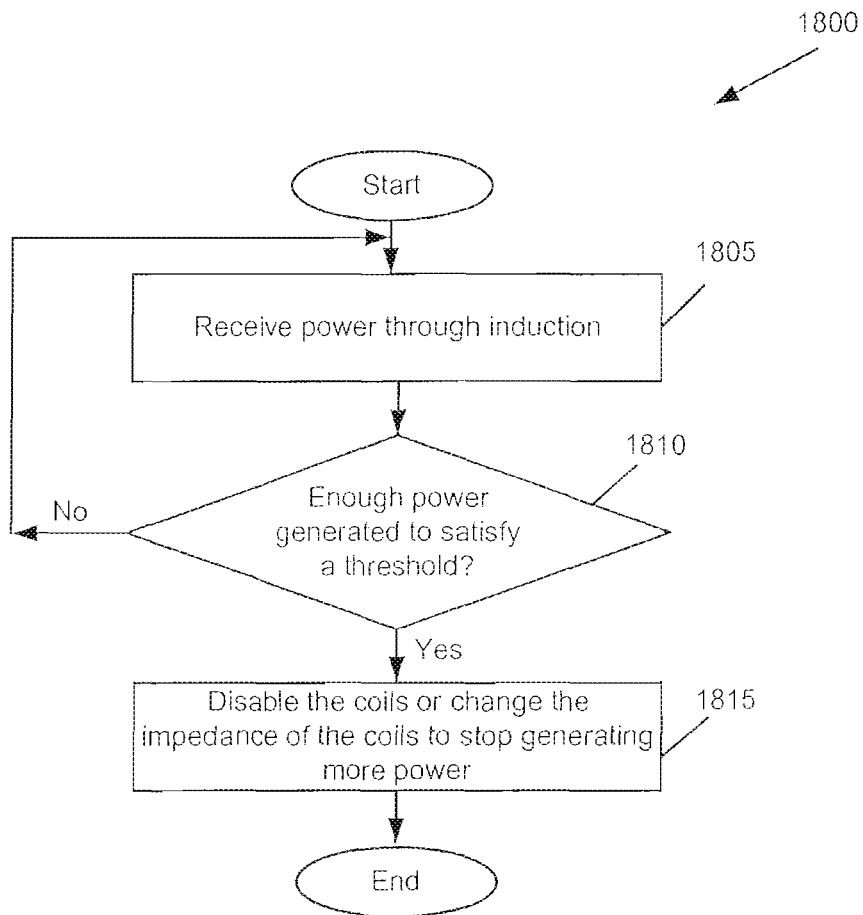 1800
Start
1805
Receive power through induction
1810
Enough power
generated to satisfy
a threshold?
No
Yes
Disable the coils or change the
impedance of the coils to stop generating
more power
1815
End